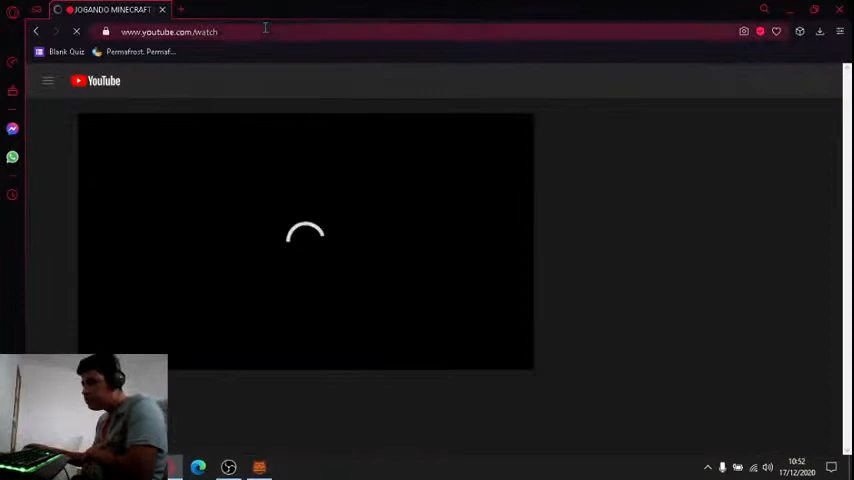 JOGANDO MINECRAFT
www.youtube.com/watch
Blank Quiz
Permafrost, Permaf...
YouTube
10:52
17/12/2020